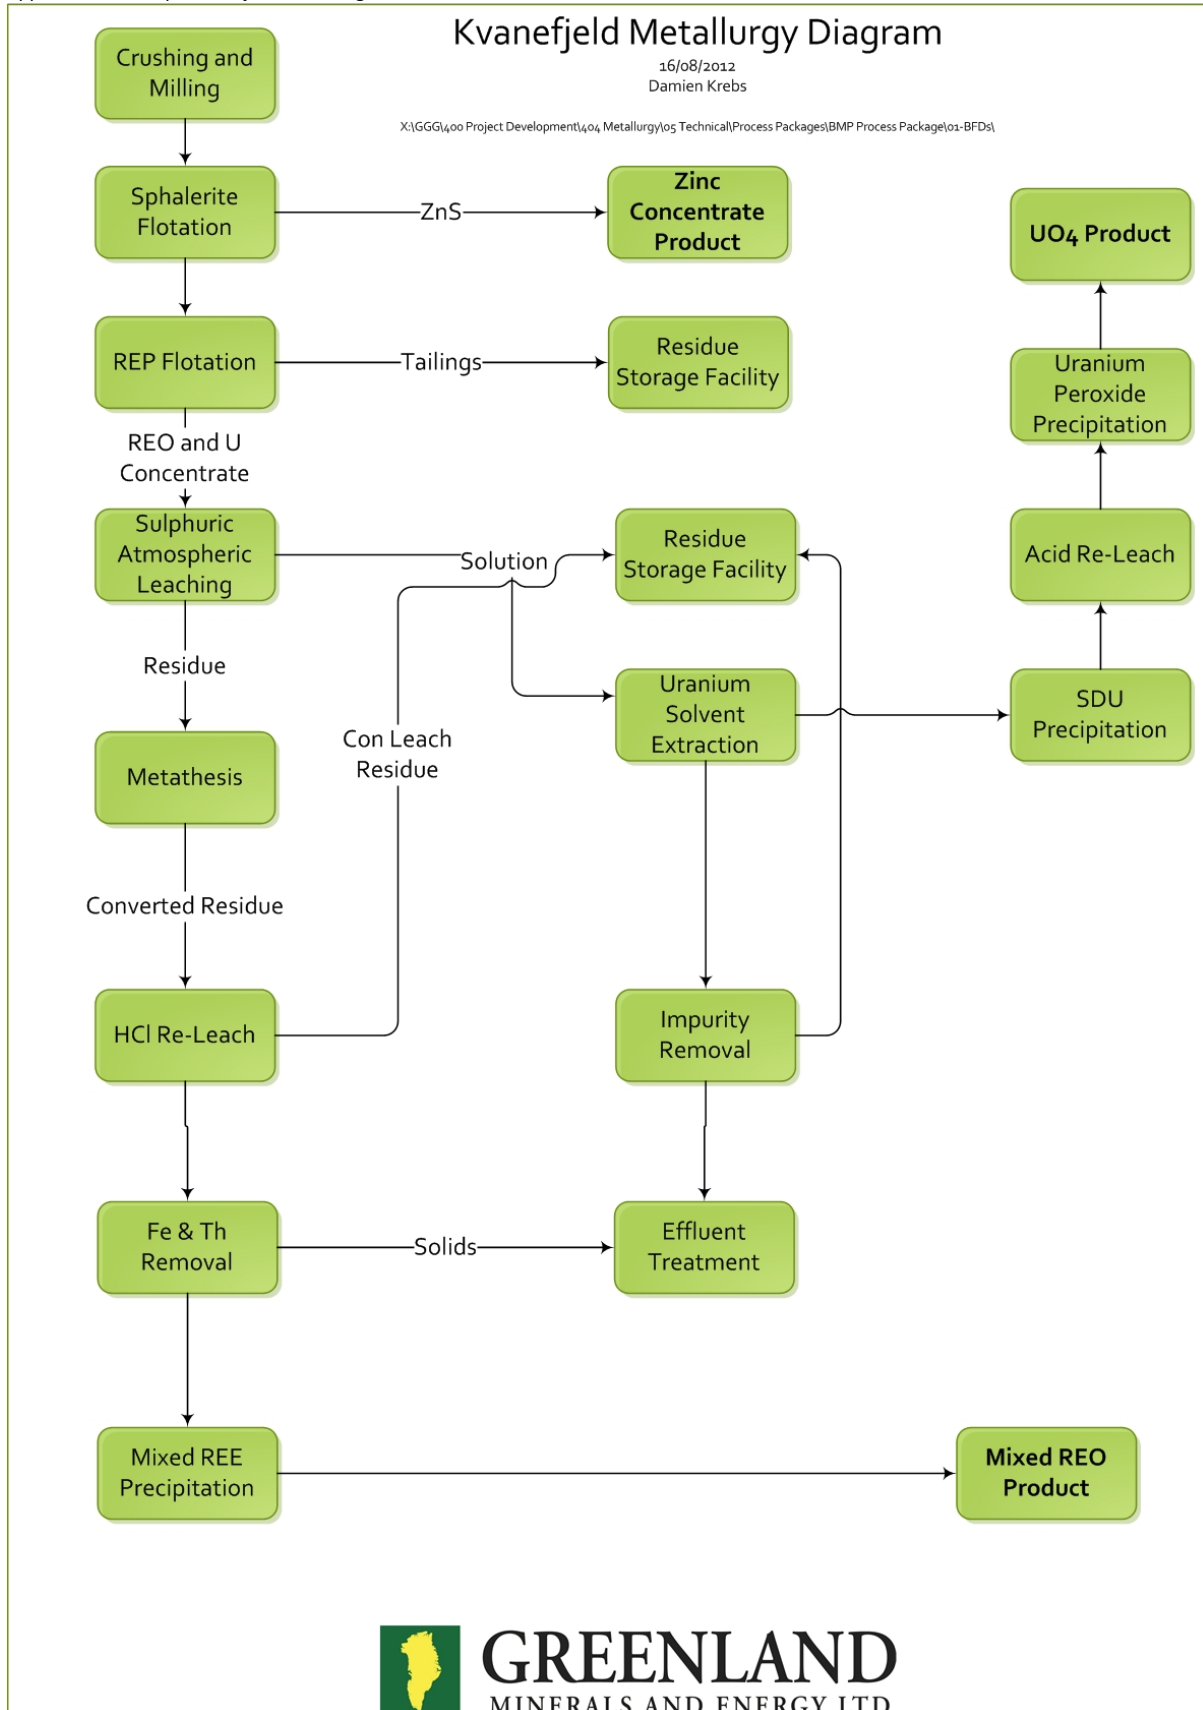 Kvanefjeld Metallurgy Diagram
16/08/2012
Damien Krebs
X:\GGG\400 Project Development\404 Metallurgy\05 Technical\Process Packages\BMP Process Package\01-BFDs\
Crushing and
Milling
Sphalerite
Flotation
ZnS
Zinc
Concentrate
Product
UO4 Product
REP Flotation
Tailings
Residue
Storage Facility
Uranium
Peroxide
Precipitation
REO and U
Concentrate
Sulphuric
Atmospheric
Leaching
Solution
Residue
Storage Facility
Acid Re-Leach
Residue
Uranium
Solvent
Extraction
SDU
Precipitation
Metathesis
Con Leach
Residue
Converted Residue
HCl Re-Leach
Impurity
Removal
Fe & Th
Removal
Solids
Effluent
Treatment
Mixed REE
Precipitation
Mixed REO
Product
GREENLAND
MINERALS AND ENERGY LTD